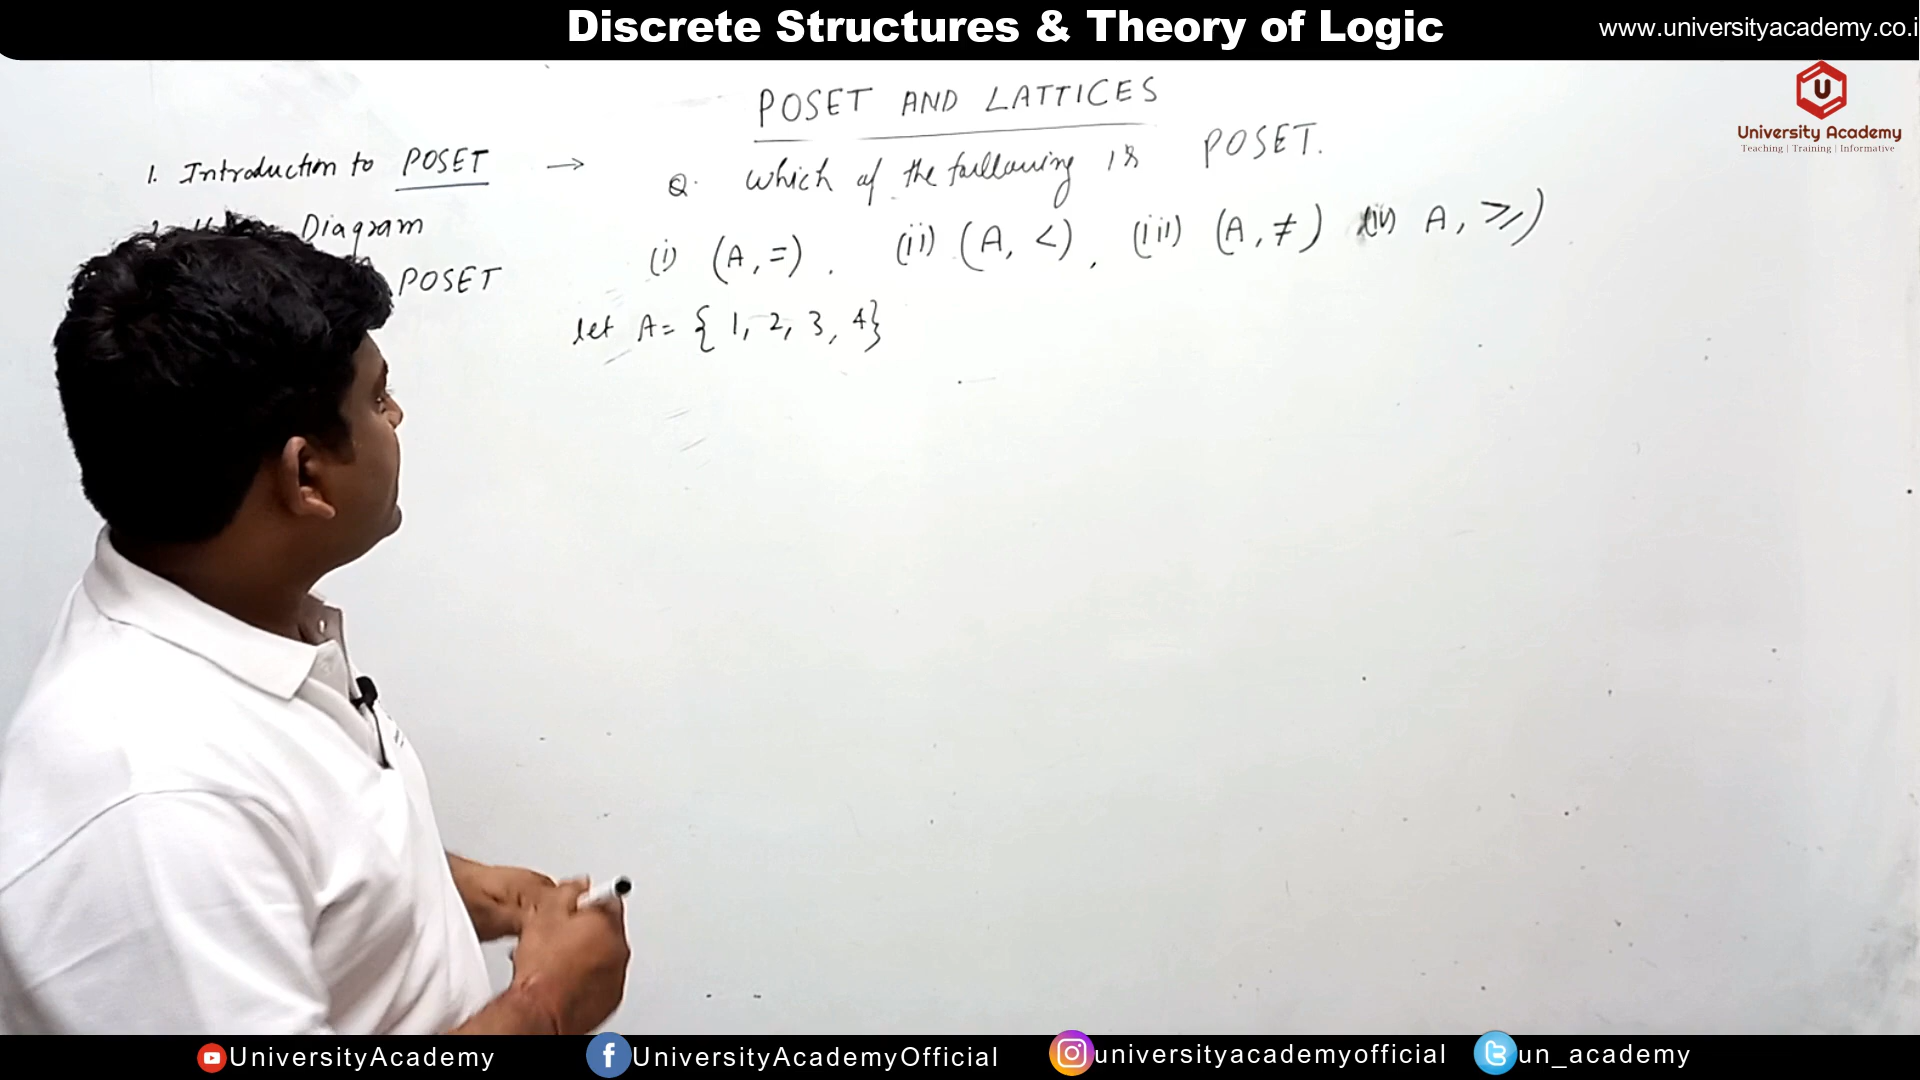 Discrete Structures & Theory of Logic
www.universityacademy.co.i
U
University Academy
Teaching | Training | Informative
POSET AND LATTICES
1. Introduction to POSET →
Q. which of the following is POSET.
Diagram
(i) (A, =). (ii) (A, <), (iii) (A, ≠) (iv) A, ≥)
POSET
let A = { 1, 2, 3, 4}
UniversityAcademy
f UniversityAcademyOfficial
universityacademyofficial
un_academy